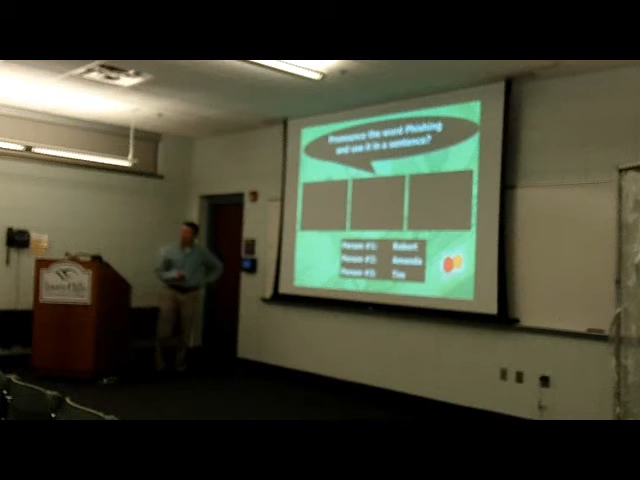 Pronounce the word Phishing
and use it in a sentence?
Person #1: Robert
Person #2: Amanda
Person #3: Tim